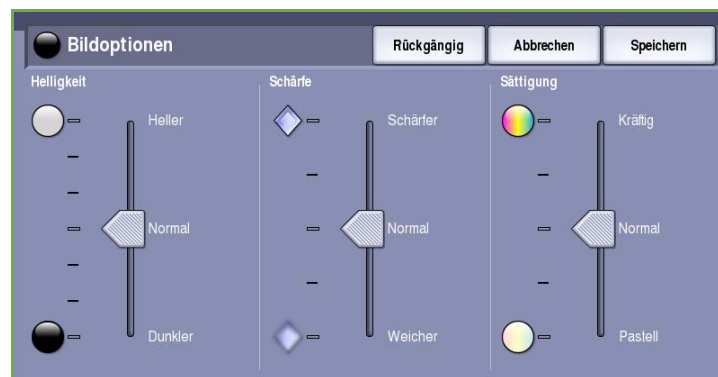 Bildoptionen
Rückgängig
Abbrechen
Speichern
Helligkeit
Heller
Normal
Dunkler
Schärfe
Schärfer
Normal
Weicher
Sättigung
Kräftig
Normal
Pastell